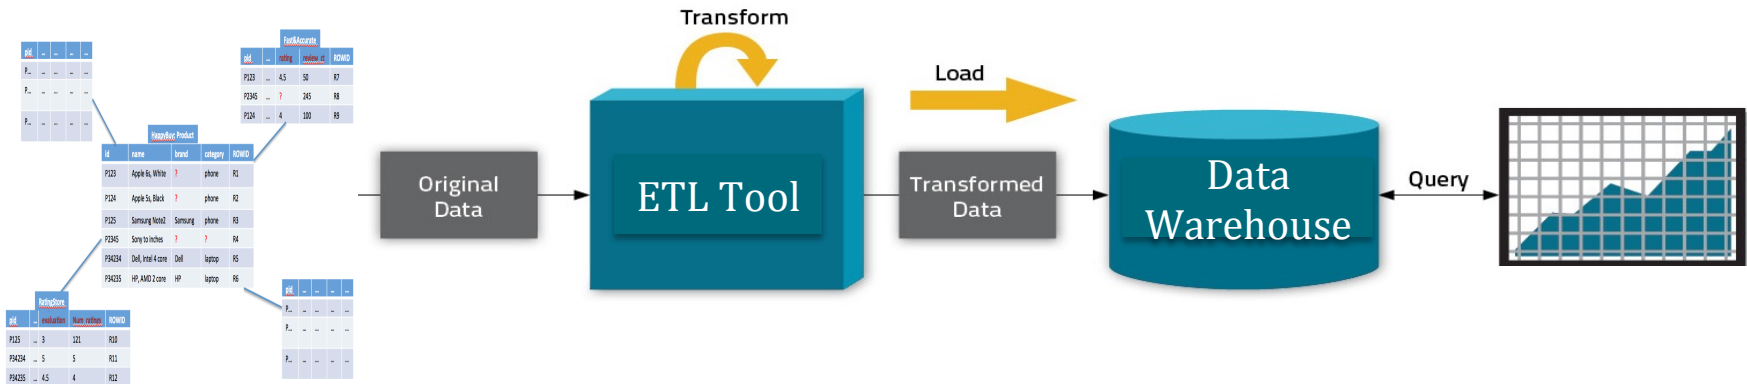 pid ... ... ... ...
P... ... ... ... ...
P... ... ... ... ...
P... ... ... ... ...
Fast&Accurate
pid ... rating review_ct ROWID
P123 ... 4.5 50 R7
P2345 ... ? 245 R8
P124 ... 4 100 R9
HappyBuy: Product
id name brand category ROWID
P123 Apple 6s, White ? phone R1
P124 Apple 5s, Black ? phone R2
P125 Samsung Note2 Samsung phone R3
P2345 Sony to inches ? ? R4
P34234 Dell, Intel 4 core Dell laptop R5
P34235 HP, AMD 2 core HP laptop R6
RatingStore
pid ... evaluation Num_ratings ROWID
P125 ... 3 121 R10
P34234 ... 5 5 R11
P34235 ... 4.5 4 R12
pid ... ... ...
P... ... ... ...
P... ... ... ...
P... ... ... ...
Original
Data
Transform
ETL Tool
Load
Transformed
Data
Data
Warehouse
Query